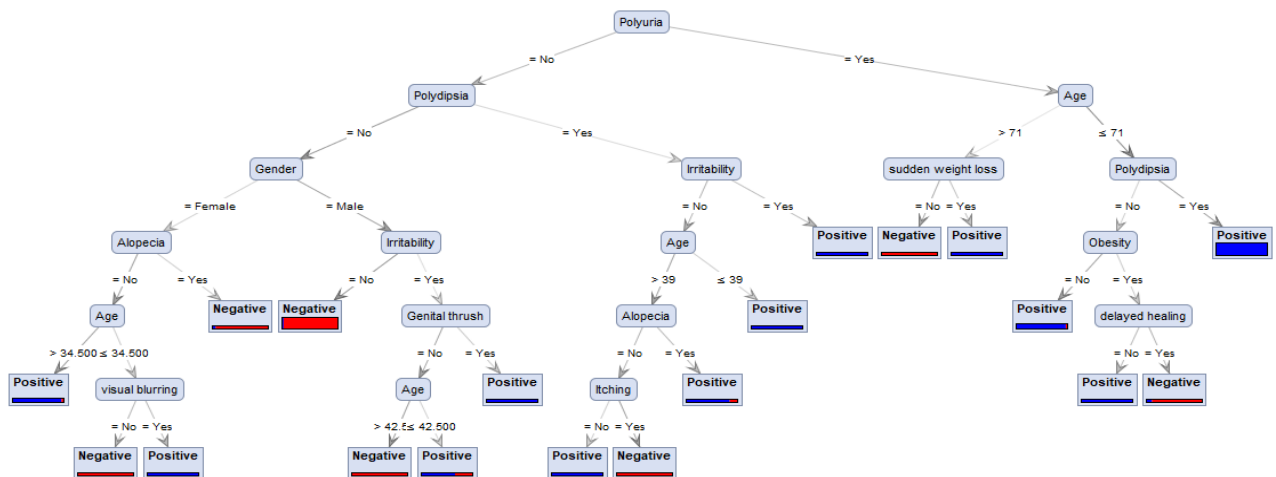 Polyuria
= No = Yes
Polydipsia Age
= No = Yes > 71 ≤ 71
Gender Irritability sudden weight loss Polydipsia
= Female = Male = No = Yes = No = Yes = No = Yes
Alopecia Irritability Age Positive Negative Positive Obesity Positive
= No = Yes = No = Yes > 39 ≤ 39 = No = Yes
Age Negative Negative Genital thrush Alopecia Positive Positive delayed healing
> 34.500 ≤ 34.500 = No = Yes = No = Yes = No = Yes
Positive visual blurring Age Positive Itching Positive Positive Negative
= No = Yes > 42.5 ≤ 42.500 = No = Yes
Negative Positive Negative Positive Positive Negative